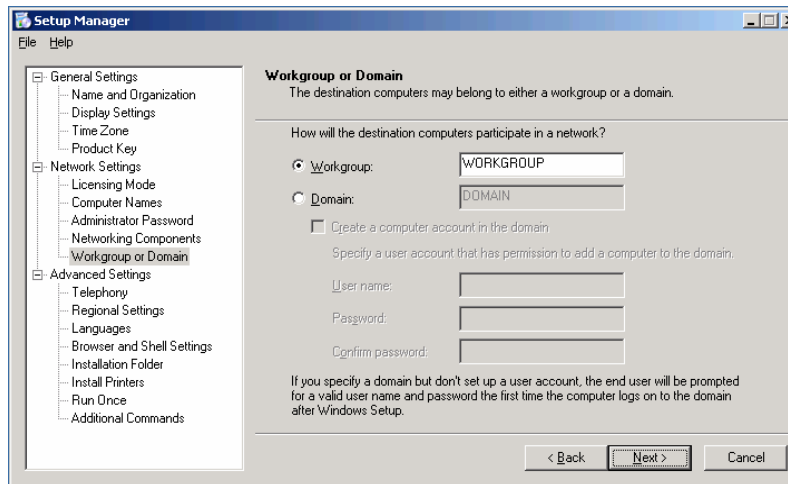 Setup Manager
File Help
General Settings
Name and Organization
Display Settings
Time Zone
Product Key
Network Settings
Licensing Mode
Computer Names
Administrator Password
Networking Components
Workgroup or Domain
Advanced Settings
Telephony
Regional Settings
Languages
Browser and Shell Settings
Installation Folder
Install Printers
Run Once
Additional Commands
Workgroup or Domain
The destination computers may belong to either a workgroup or a domain.
How will the destination computers participate in a network?
Workgroup: WORKGROUP
Domain: DOMAIN
Create a computer account in the domain
Specify a user account that has permission to add a computer to the domain.
User name:
Password:
Confirm password:
If you specify a domain but don't set up a user account, the end user will be prompted
for a valid user name and password the first time the computer logs on to the domain
after Windows Setup.
< Back Next > Cancel